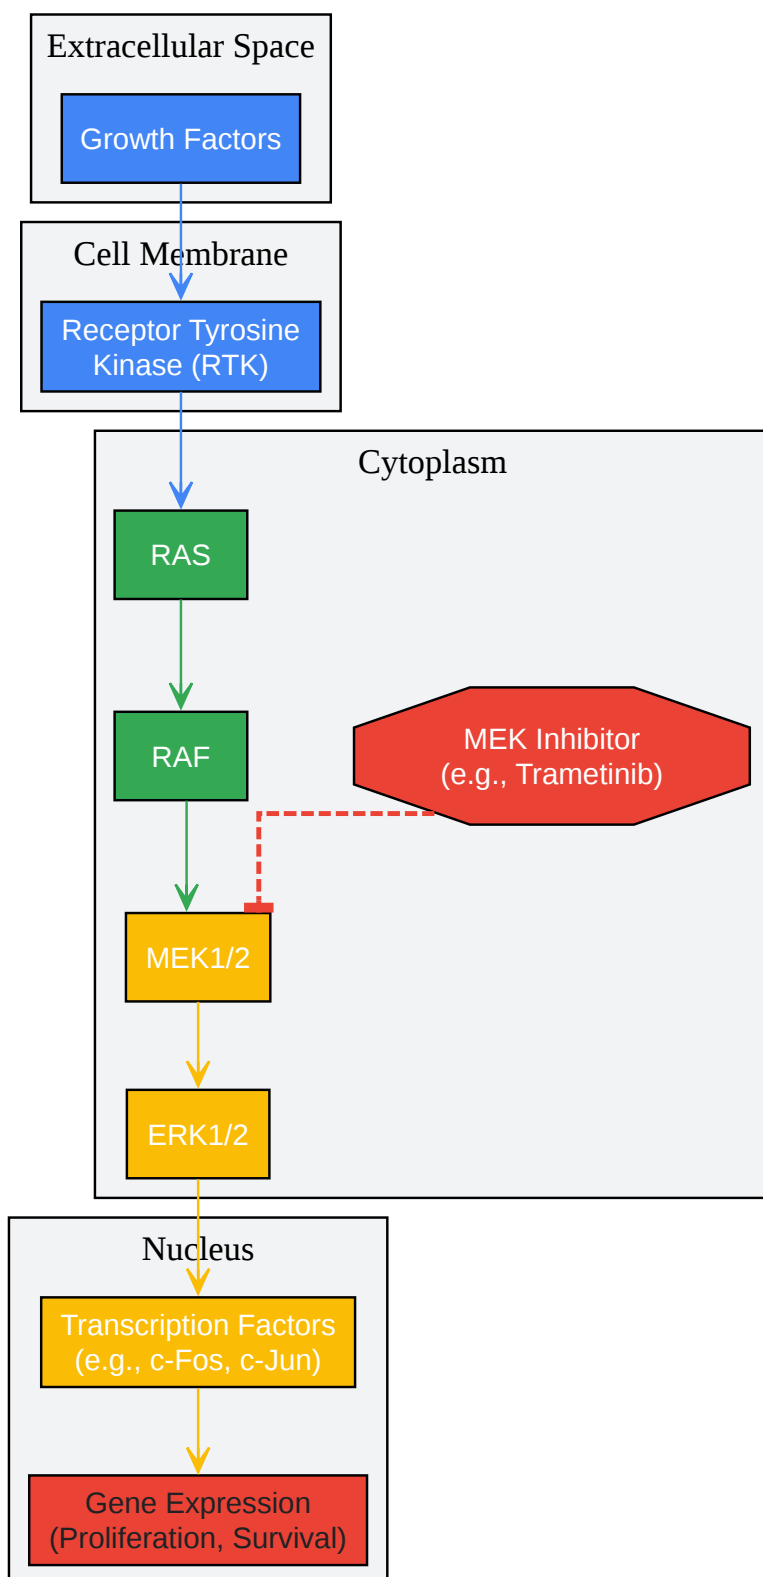 Extracellular Space
Growth Factors
Cell Membrane
Receptor Tyrosine
Kinase (RTK)
Cytoplasm
RAS
RAF
MEK Inhibitor
(e.g., Trametinib)
MEK1/2
ERK1/2
Nucleus
Transcription Factors
(e.g., c-Fos, c-Jun)
Gene Expression
(Proliferation, Survival)